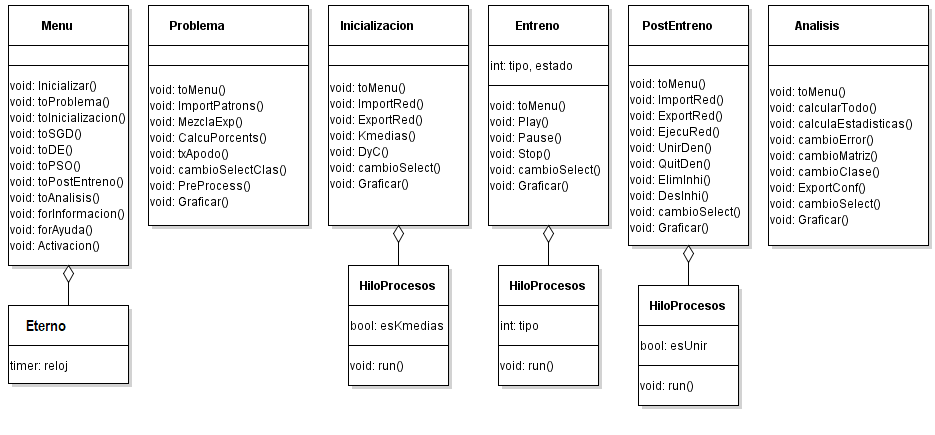 Menu
void: Inicializar()
void: toProblema()
void: toInicializacion()
void: toSGD()
void: toDE()
void: toPSO()
void: toPostEntreno()
void: toAnalisis()
void: forInformacion()
void: forAyuda()
void: Activacion()
Eterno
timer: reloj
Problema
void: toMenu()
void: ImportPatrons()
void: MezclaExp()
void: CalcuPorcents()
void: txApodo()
void: cambioSelectClas()
void: PreProcess()
void: Graficar()
Inicializacion
void: toMenu()
void: ImportRed()
void: ExportRed()
void: Kmedias()
void: DyC()
void: cambioSelect()
void: Graficar()
HiloProcesos
bool: esKmedias
void: run()
Entreno
int: tipo, estado
void: toMenu()
void: Play()
void: Pause()
void: Stop()
void: cambioSelect()
void: Graficar()
HiloProcesos
int: tipo
void: run()
PostEntreno
void: toMenu()
void: ImportRed()
void: ExportRed()
void: EjecuRed()
void: UnirDen()
void: QuitDen()
void: ElimInhi()
void: DesInhi()
void: cambioSelect()
void: Graficar()
HiloProcesos
bool: esUnir
void: run()
Analisis
void: toMenu()
void: calcularTodo()
void: calculaEstadisticas()
void: cambioError()
void: cambioMatriz()
void: cambioClase()
void: ExportConf()
void: cambioSelect()
void: Graficar()